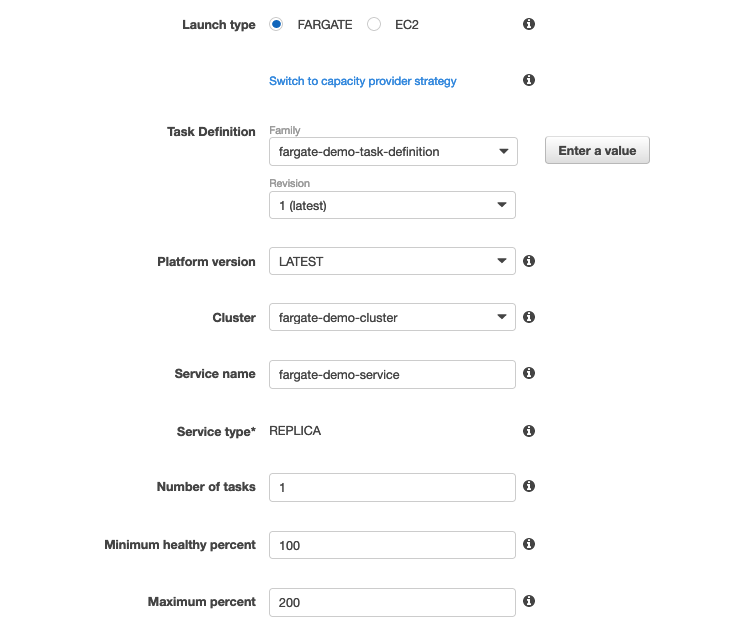 Launch type FARGATE EC2
Switch to capacity provider strategy
Task Definition Family
fargate-demo-task-definition Enter a value
Revision
1 (latest)
Platform version LATEST
Cluster fargate-demo-cluster
Service name fargate-demo-service
Service type* REPLICA
Number of tasks 1
Minimum healthy percent 100
Maximum percent 200